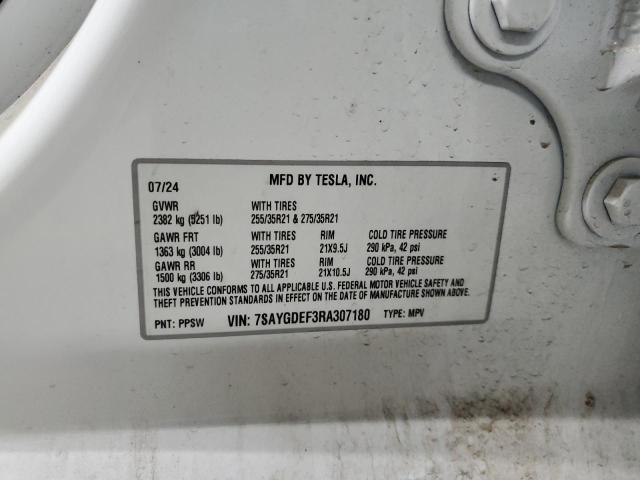 07/24 MFD BY TESLA, INC.
GVWR WITH TIRES
2382 kg (5251 lb) 255/35R21 & 275/35R21
GAWR FRT WITH TIRES RIM COLD TIRE PRESSURE
1363 kg (3004 lb) 255/35R21 21X9.5J 290 kPa, 42 psi
GAWR RR WITH TIRES RIM COLD TIRE PRESSURE
1500 kg (3306 lb) 275/35R21 21X10.5J 290 kPa, 42 psi
THIS VEHICLE CONFORMS TO ALL APPLICABLE U.S. FEDERAL MOTOR VEHICLE SAFETY AND
THEFT PREVENTION STANDARDS IN EFFECT ON THE DATE OF MANUFACTURE SHOWN ABOVE.
PNT: PPSW VIN: 7SAYGDEF3RA307180 TYPE: MPV